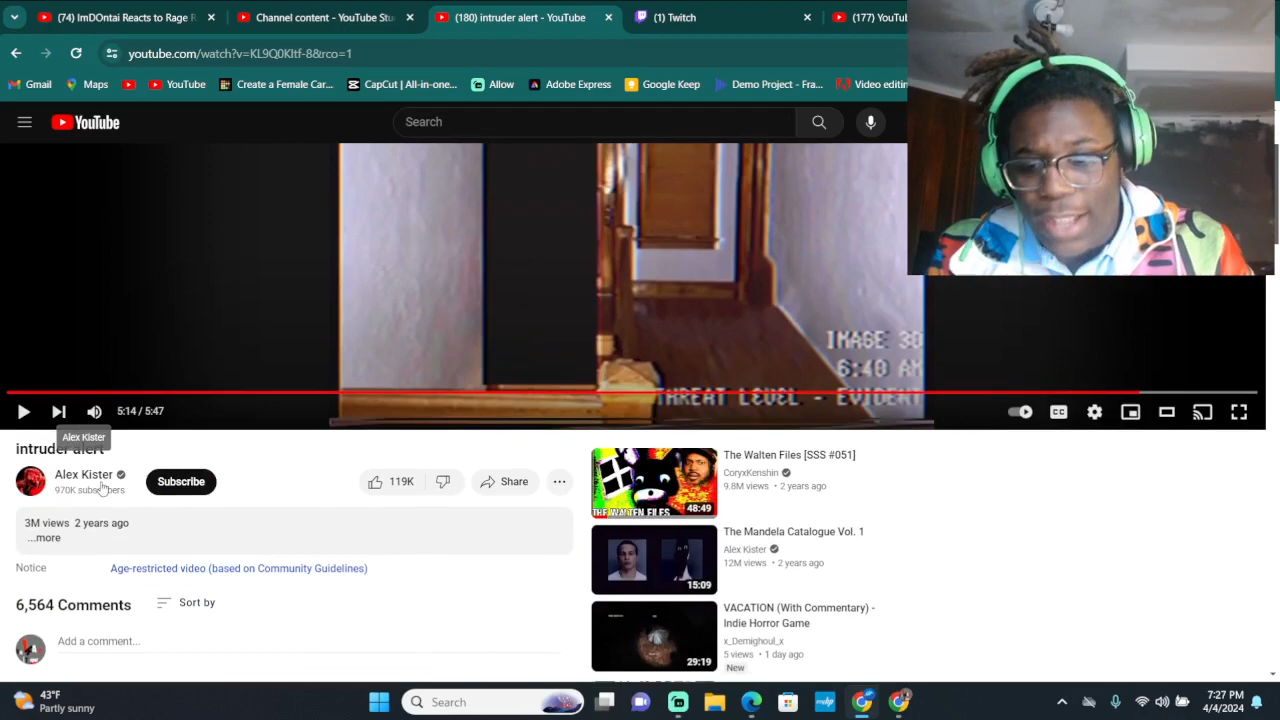 (74) ImDOntai Reacts to Rage R
Channel content - YouTube Stu
(180) intruder alert - YouTube
(1) Twitch
(177) YouTu
youtube.com/watch?v=KL9Q0KItf-8&rco=1
Gmail
Maps
YouTube
Create a Female Car...
CapCut | All-in-one...
Allow
Adobe Express
Google Keep
Demo Project - Fra...
Video editin
YouTube
Search
IMAGE 30
6:40 AM
THREAT LEVEL - EVIDENT
5:14 / 5:47
CC
Alex Kister
intruder alert
Alex Kister
970K subscribers
Subscribe
119K
Share
3M views 2 years ago
...more
Notice
Age-restricted video (based on Community Guidelines)
6,564 Comments
Sort by
Add a comment...
THE WALTEN FILES
48:49
The Walten Files [SSS #051]
CoryxKenshin
9.8M views • 2 years ago
15:09
The Mandela Catalogue Vol. 1
Alex Kister
12M views • 2 years ago
29:19
VACATION (With Commentary) -
Indie Horror Game
x_Demighoul_x
5 views • 1 day ago
New
43°F
Partly sunny
Search
7:27 PM
4/4/2024